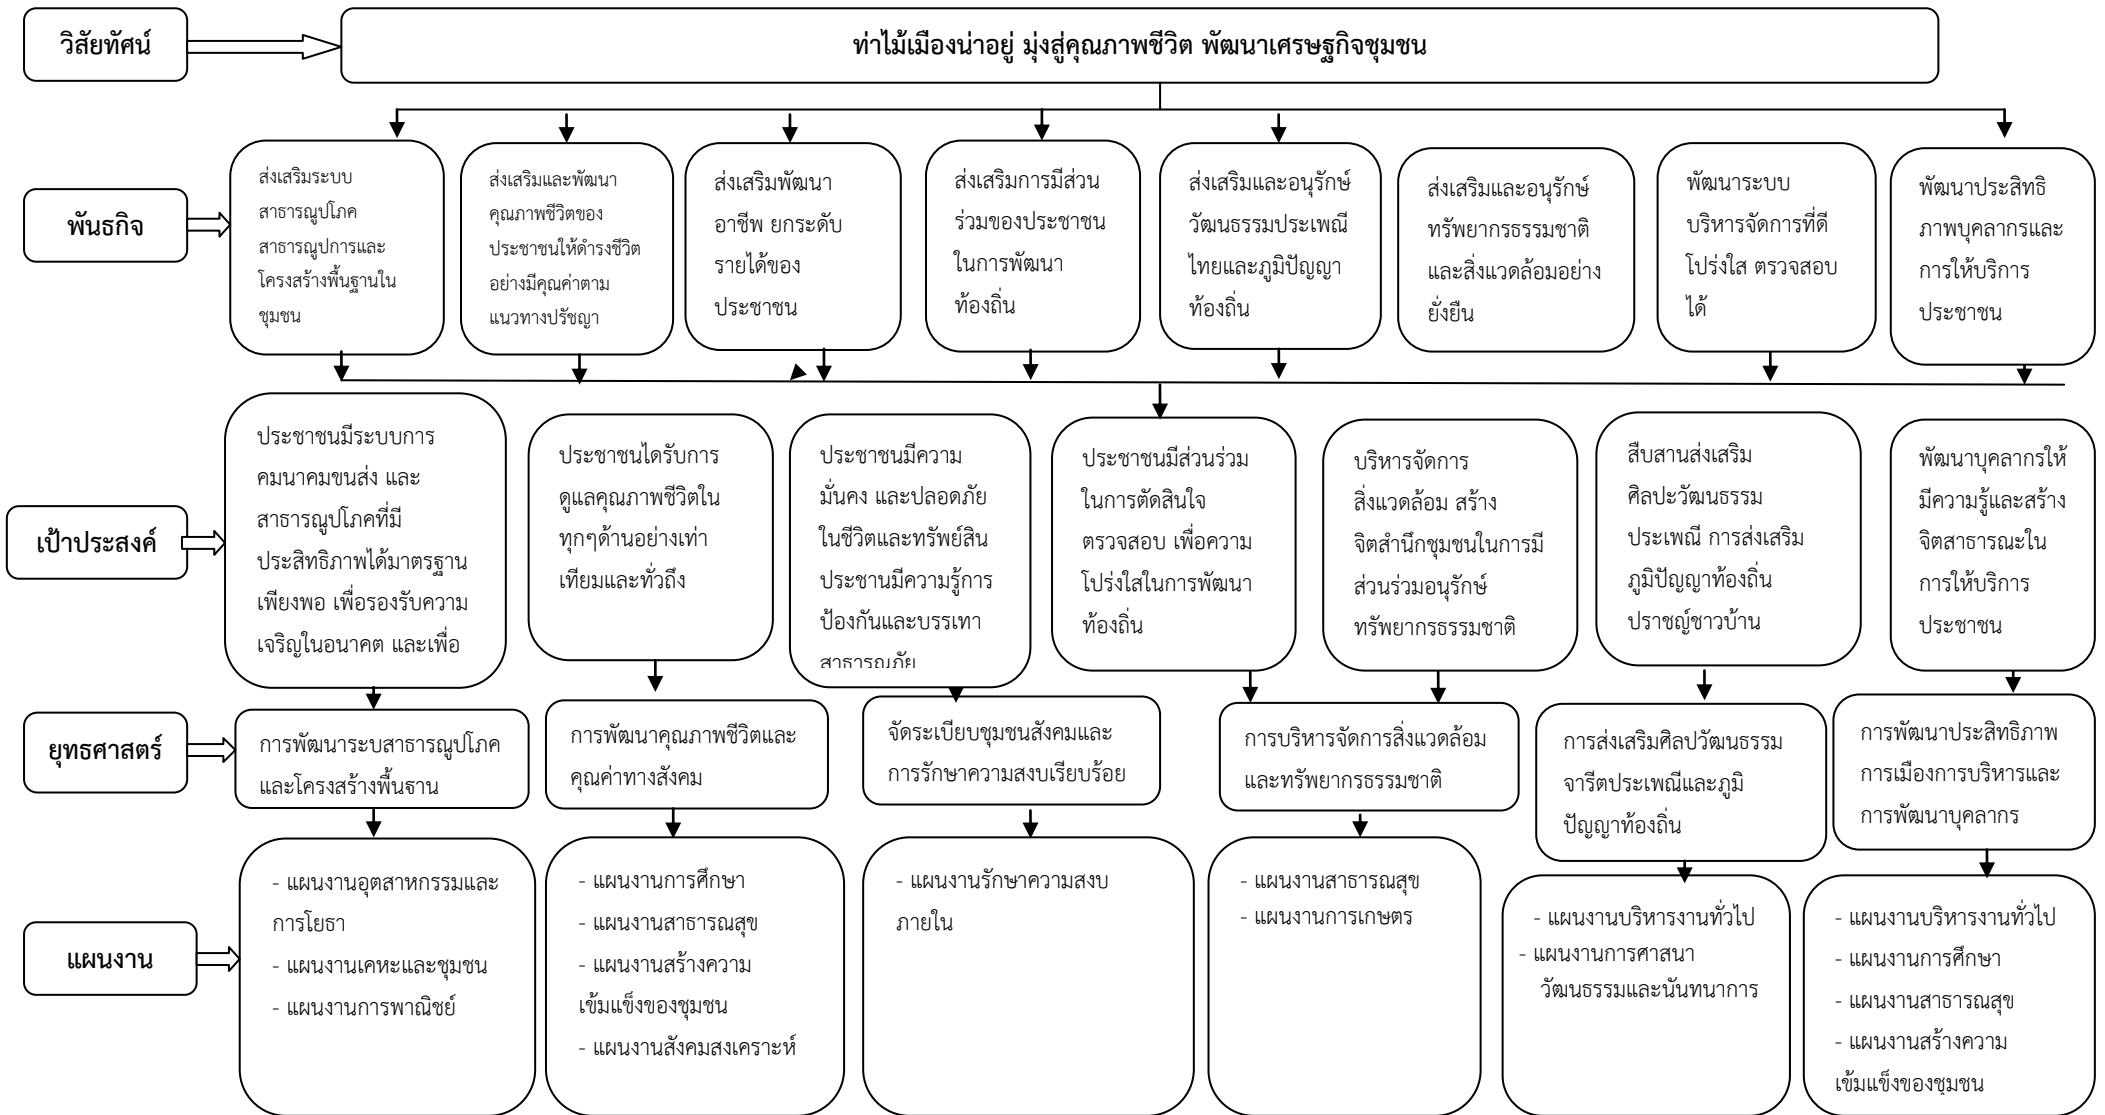 วิสัยทัศน์
ท่าไม้เมืองน่าอยู่ มุ่งสู่คุณภาพชีวิต พัฒนาเศรษฐกิจชุมชน
พันธกิจ
ส่งเสริมระบบ
สาธารณูปโภค
สาธารณูปการและ
โครงสร้างพื้นฐานใน
ชุมชน
ส่งเสริมและพัฒนา
คุณภาพชีวิตของ
ประชาชนให้ดำรงชีวิต
อย่างมีคุณค่าตาม
แนวทางปรัชญา
ส่งเสริมพัฒนา
อาชีพ ยกระดับ
รายได้ของ
ประชาชน
ส่งเสริมการมีส่วน
ร่วมของประชาชน
ในการพัฒนา
ท้องถิ่น
ส่งเสริมและอนุรักษ์
วัฒนธรรมประเพณี
ไทยและภูมิปัญญา
ท้องถิ่น
ส่งเสริมและอนุรักษ์
ทรัพยากรธรรมชาติ
และสิ่งแวดล้อมอย่าง
ยั่งยืน
พัฒนาระบบ
บริหารจัดการที่ดี
โปร่งใส ตรวจสอบ
ได้
พัฒนาประสิทธิ
ภาพบุคลากรและ
การให้บริการ
ประชาชน
เป้าประสงค์
ประชาชนมีระบบการ
คมนาคมขนส่ง และ
สาธารณูปโภคที่มี
ประสิทธิภาพได้มาตรฐาน
เพียงพอ เพื่อรองรับความ
เจริญในอนาคต และเพื่อ
ประชาชนไดรับการ
ดูแลคุณภาพชีวิตใน
ทุกๆด้านอย่างเท่า
เทียมและทั่วถึง
ประชาชนมีความ
มั่นคง และปลอดภัย
ในชีวิตและทรัพย์สิน
ประชานมีความรู้การ
ป้องกันและบรรเทา
สาธารณภัย
ประชาชนมีส่วนร่วม
ในการตัดสินใจ
ตรวจสอบ เพื่อความ
โปร่งใสในการพัฒนา
ท้องถิ่น
บริหารจัดการ
สิ่งแวดล้อม สร้าง
จิตสำนึกชุมชนในการมี
ส่วนร่วมอนุรักษ์
ทรัพยากรธรรมชาติ
สืบสานส่งเสริม
ศิลปะวัฒนธรรม
ประเพณี การส่งเสริม
ภูมิปัญญาท้องถิ่น
ปราชญ์ชาวบ้าน
พัฒนาบุคลากรให้
มีความรู้และสร้าง
จิตสาธารณะใน
การให้บริการ
ประชาชน
ยุทธศาสตร์
การพัฒนาระบสาธารณูปโภค
และโครงสร้างพื้นฐาน
การพัฒนาคุณภาพชีวิตและ
คุณค่าทางสังคม
จัดระเบียบชุมชนสังคมและ
การรักษาความสงบเรียบร้อย
การบริหารจัดการสิ่งแวดล้อม
และทรัพยากรธรรมชาติ
การส่งเสริมศิลปวัฒนธรรม
จารีตประเพณีและภูมิ
ปัญญาท้องถิ่น
การพัฒนาประสิทธิภาพ
การเมืองการบริหารและ
การพัฒนาบุคลากร
แผนงาน
- แผนงานอุตสาหกรรมและ
การโยธา
- แผนงานเคหะและชุมชน
- แผนงานการพาณิชย์
- แผนงานการศึกษา
- แผนงานสาธารณสุข
- แผนงานสร้างความ
เข้มแข็งของชุมชน
- แผนงานสังคมสงเคราะห์
- แผนงานรักษาความสงบ
ภายใน
- แผนงานสาธารณสุข
- แผนงานการเกษตร
- แผนงานบริหารงานทั่วไป
- แผนงานการศาสนา
วัฒนธรรมและนันทนาการ
- แผนงานบริหารงานทั่วไป
- แผนงานการศึกษา
- แผนงานสาธารณสุข
- แผนงานสร้างความ
เข้มแข็งของชุมชน